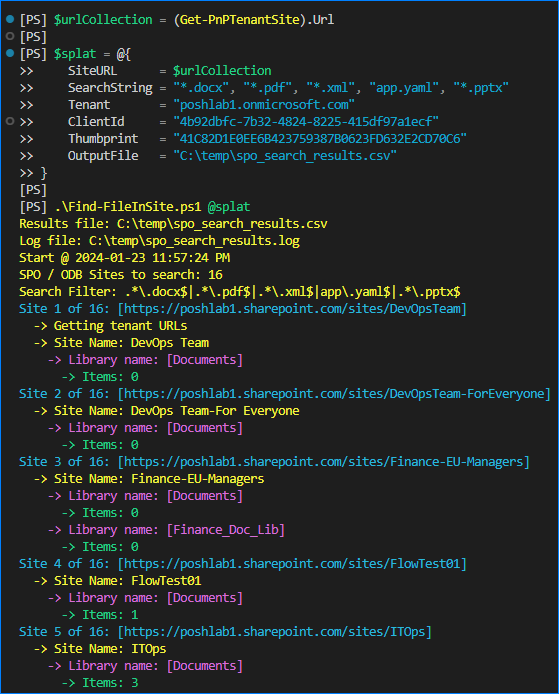 [PS] $urlCollection = (Get-PnPTenantSite).Url
[PS]
[PS] $splat = @{
>>     SiteURL      = $urlCollection
>>     SearchString = "*.docx", "*.pdf", "*.xml", "app.yaml", "*.pptx"
>>     Tenant       = "poshlab1.onmicrosoft.com"
>>     ClientId     = "4b92dbfc-7b32-4824-8225-415df97a1ecf"
>>     Thumbprint   = "41C82D1E0EE6B423759387B0623FD632E2CD70C6"
>>     OutputFile   = "C:\temp\spo_search_results.csv"
>> }
[PS]
[PS] .\Find-FileInSite.ps1 @splat
Results file: C:\temp\spo_search_results.csv
Log file: C:\temp\spo_search_results.log
Start @ 2024-01-23 11:57:24 PM
SPO / ODB Sites to search: 16
Search Filter: .*\.docx$|.*\.pdf$|.*\.xml$|app\.yaml$|.*\.pptx$
Site 1 of 16: [https://poshlab1.sharepoint.com/sites/DevOpsTeam]
  -> Getting tenant URLs
  -> Site Name: DevOps Team
    -> Library name: [Documents]
      -> Items: 0
Site 2 of 16: [https://poshlab1.sharepoint.com/sites/DevOpsTeam-ForEveryone]
  -> Site Name: DevOps Team-For Everyone
    -> Library name: [Documents]
      -> Items: 0
Site 3 of 16: [https://poshlab1.sharepoint.com/sites/Finance-EU-Managers]
  -> Site Name: Finance-EU-Managers
    -> Library name: [Documents]
      -> Items: 0
    -> Library name: [Finance_Doc_Lib]
      -> Items: 0
Site 4 of 16: [https://poshlab1.sharepoint.com/sites/FlowTest01]
  -> Site Name: FlowTest01
    -> Library name: [Documents]
      -> Items: 1
Site 5 of 16: [https://poshlab1.sharepoint.com/sites/ITOps]
  -> Site Name: ITOps
    -> Library name: [Documents]
      -> Items: 3